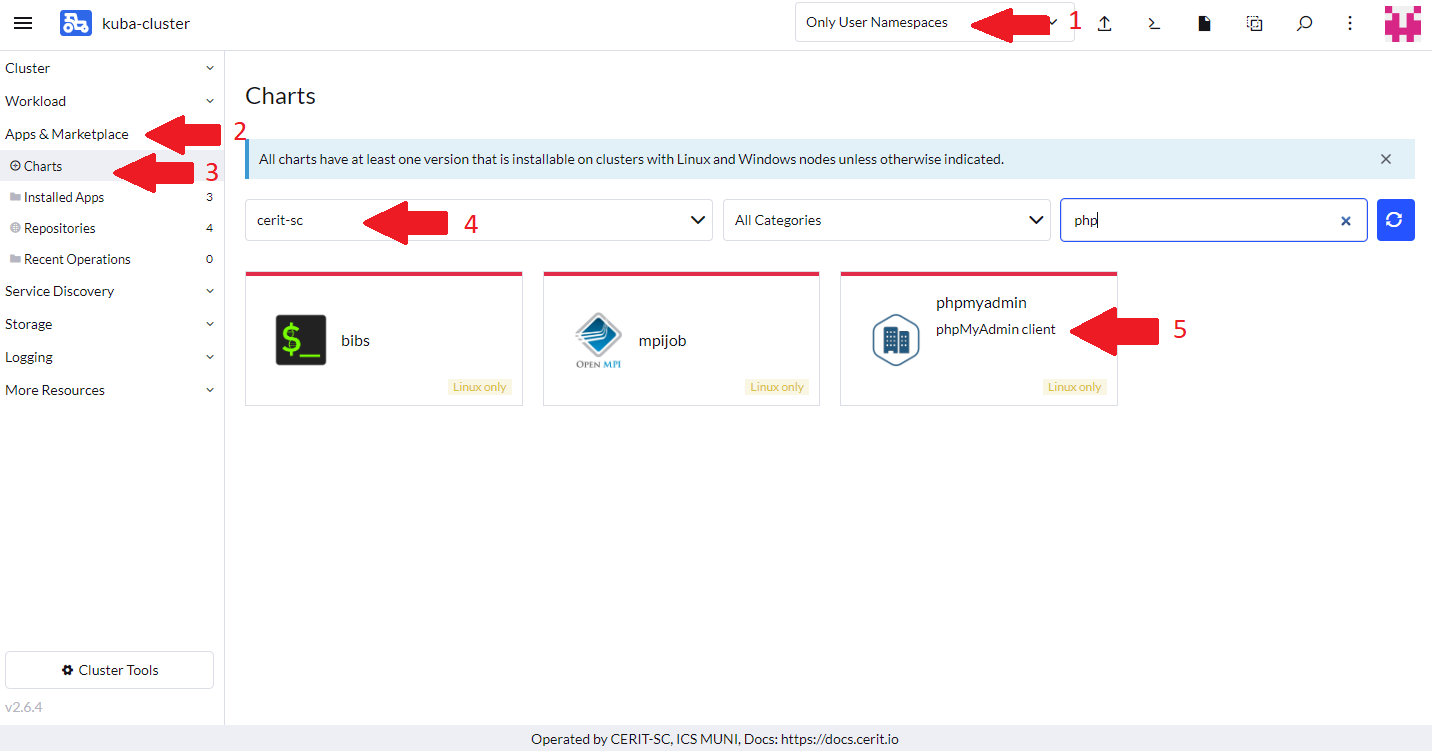 kuba-cluster
Only User Namespaces
1
Cluster
Workload
Apps & Marketplace
2
Charts
3
Installed Apps 3
Repositories 4
Recent Operations 0
Service Discovery
Storage
Logging
More Resources
Cluster Tools
v2.6.4
Charts
All charts have at least one version that is installable on clusters with Linux and Windows nodes unless otherwise indicated.
cerit-sc
4
All Categories
php
$_
bibs
Linux only
OPEN MPI
mpijob
Linux only
phpmyadmin
phpMyAdmin client
5
Linux only
Operated by CERIT-SC, ICS MUNI, Docs: https://docs.cerit.io